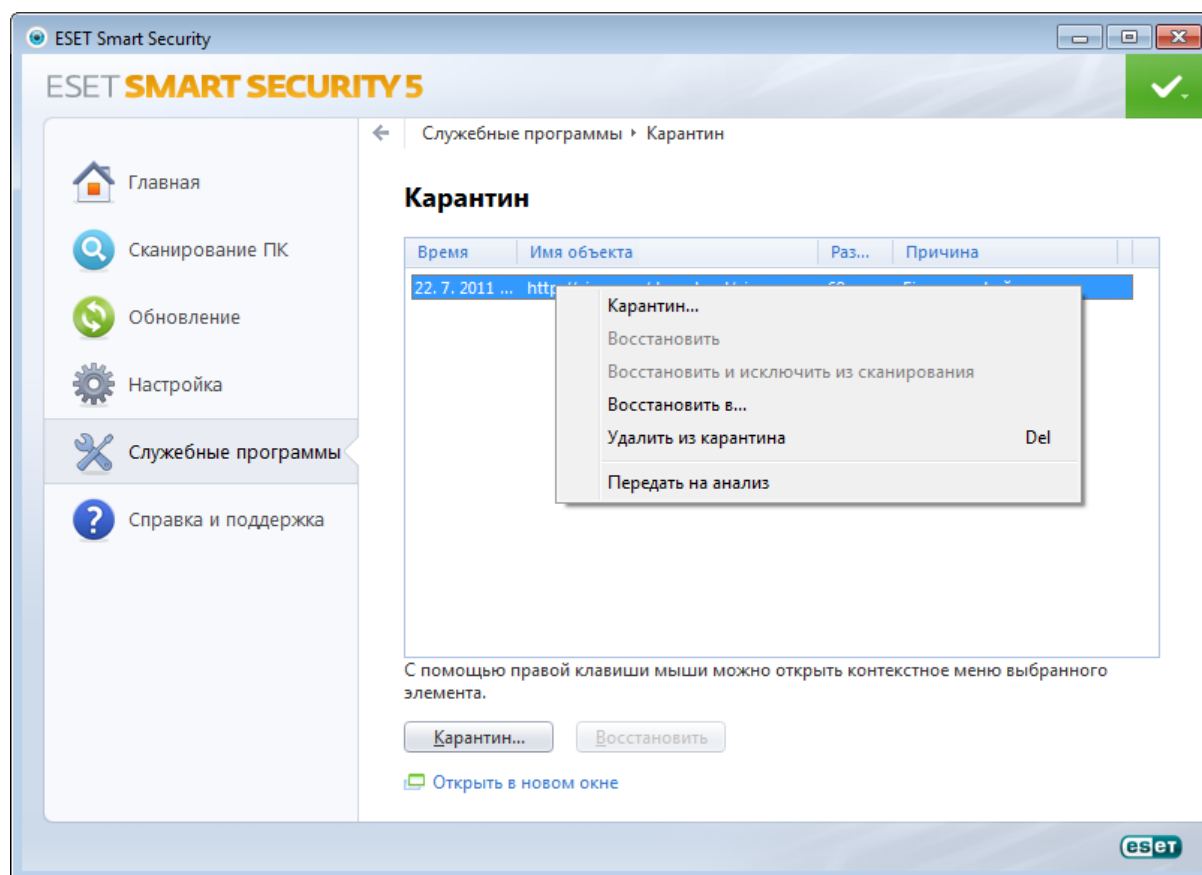 ESET Smart Security
ESET SMART SECURITY 5
Служебные программы Карантин
Главная
Сканирование ПК
Обновление
Настройка
Служебные программы
Справка и поддержка
Карантин
Время Имя объекта Раз... Причина
22. 7. 2011 ...
Карантин...
Восстановить
Восстановить и исключить из сканирования
Восстановить в...
Удалить из карантина Del
Передать на анализ
С помощью правой клавиши мыши можно открыть контекстное меню выбранного
элемента.
Карантин... Восстановить
Открыть в новом окне
eset